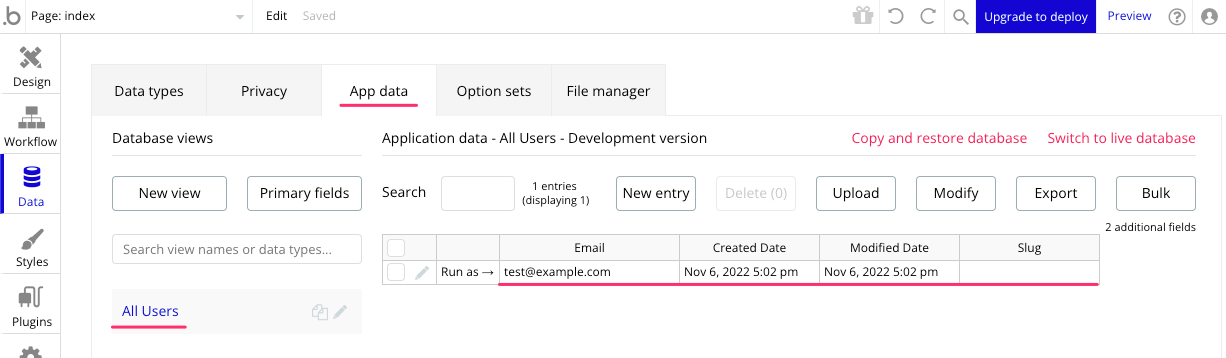 .b Page: index Edit Saved Upgrade to deploy Preview ?
Design
Workflow
Data
Styles
Plugins
Data types Privacy App data Option sets File manager
Database views
New view Primary fields
Search view names or data types...
All Users
Application data - All Users - Development version Copy and restore database Switch to live database
Search 1 entries
(displaying 1)
New entry Delete (0) Upload Modify Export Bulk
2 additional fields
Email Created Date Modified Date Slug
Run as → test@example.com Nov 6, 2022 5:02 pm Nov 6, 2022 5:02 pm